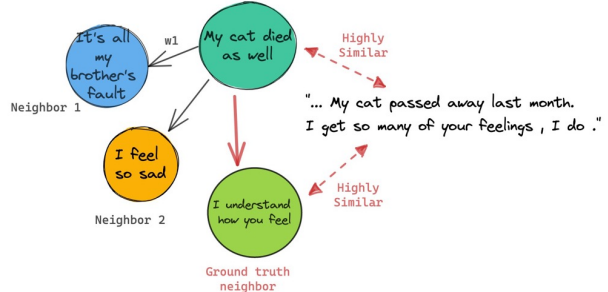 It's all
my
brother's
fault
Neighbor 1
w1
My cat died
as well
Highly
Similar
"... My cat passed away last month.
I get so many of your feelings , I do ."
I feel
so sad
Neighbor 2
I understand
how you feel
Highly
Similar
Ground truth
neighbor